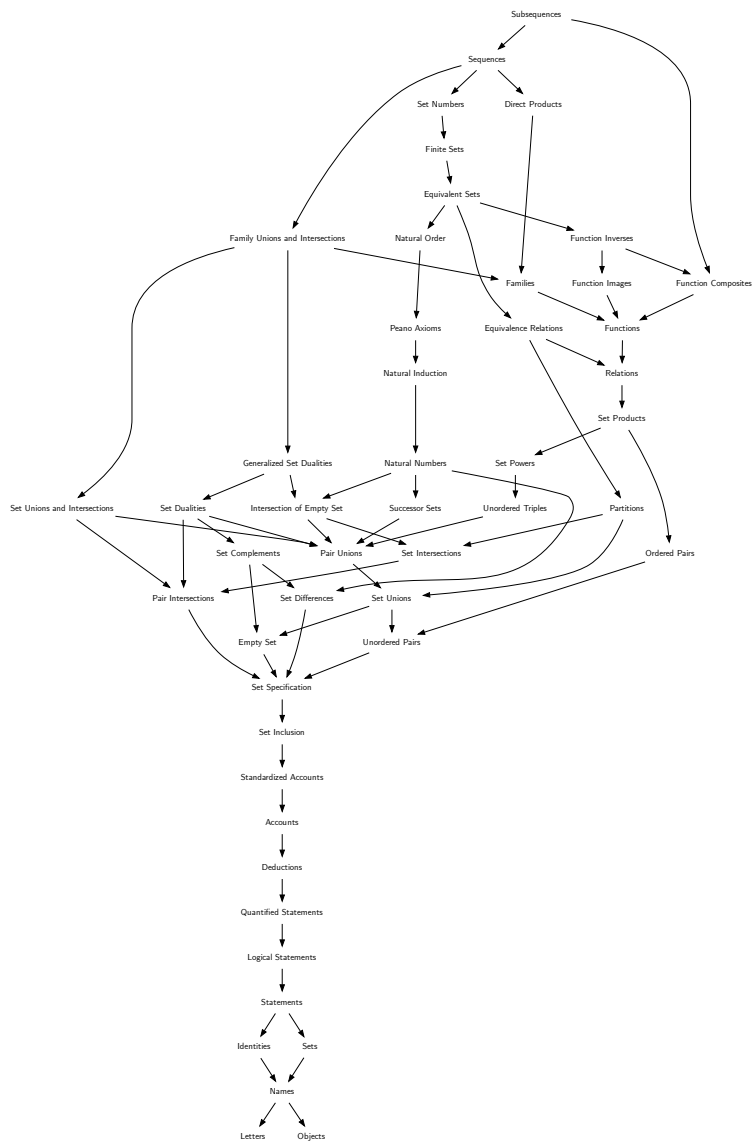 Subsequences
Sequences
Set Numbers
Direct Products
Finite Sets
Equivalent Sets
Family Unions and Intersections
Natural Order
Function Inverses
Families
Function Images
Function Composites
Peano Axioms
Equivalence Relations
Functions
Natural Induction
Relations
Set Products
Generalized Set Dualities
Natural Numbers
Set Powers
Set Unions and Intersections
Set Dualities
Intersection of Empty Set
Successor Sets
Unordered Triples
Partitions
Set Complements
Pair Unions
Set Intersections
Ordered Pairs
Pair Intersections
Set Differences
Set Unions
Empty Set
Unordered Pairs
Set Specification
Set Inclusion
Standardized Accounts
Accounts
Deductions
Quantified Statements
Logical Statements
Statements
Identities
Sets
Names
Letters
Objects